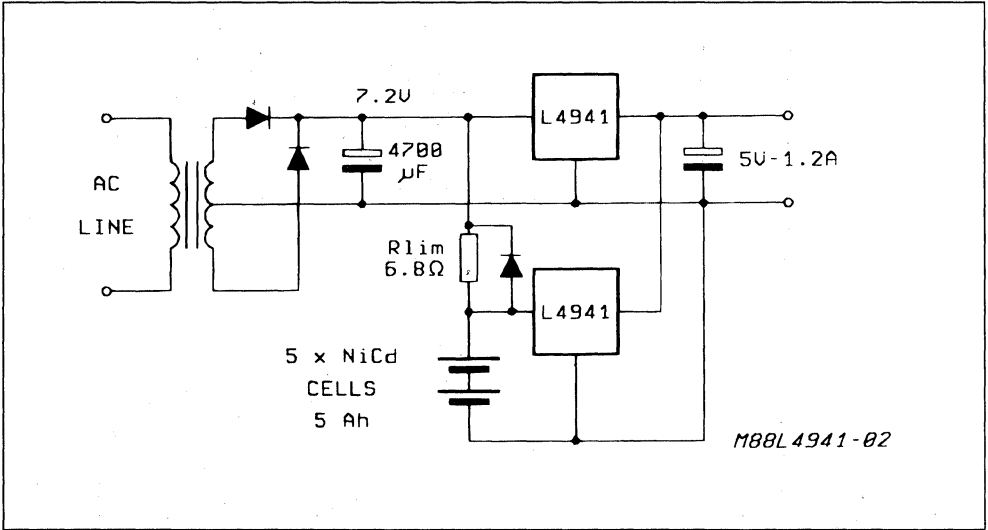 7.2V
L4941
4700
µF
5V-1.2A
AC
LINE
Rlim
6.8Ω
L4941
5 x NiCd
CELLS
5 Ah
M88L4941-02